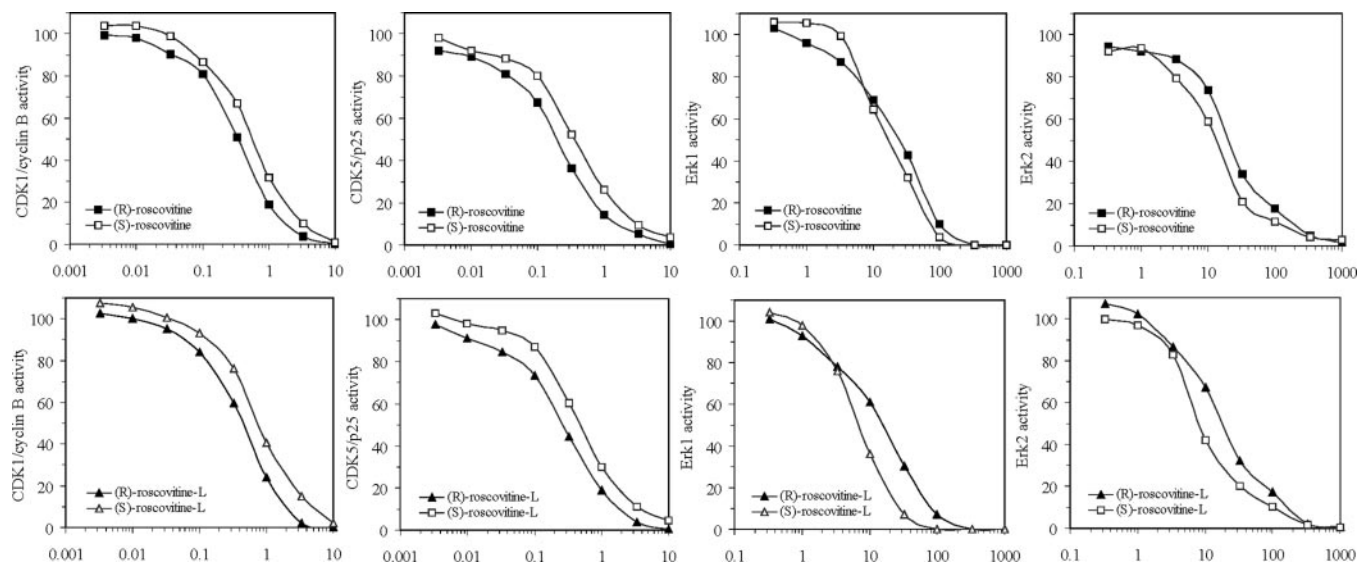 CDK1/cyclin B activity
100
80
60
40
20
0
(R)-roscovitine
(S)-roscovitine
0.001 0.01 0.1 1 10
CDK5/p25 activity
100
80
60
40
20
0
(R)-roscovitine
(S)-roscovitine
0.001 0.01 0.1 1 10
Erk1 activity
100
80
60
40
20
0
(R)-roscovitine
(S)-roscovitine
0.1 1 10 100 1000
Erk2 activity
100
80
60
40
20
0
(R)-roscovitine
(S)-roscovitine
0.1 1 10 100 1000
CDK1/cyclin B activity
100
80
60
40
20
0
(R)-roscovitine-L
(S)-roscovitine-L
0.001 0.01 0.1 1 10
CDK5/p25 activity
100
80
60
40
20
0
(R)-roscovitine-L
(S)-roscovitine-L
0.001 0.01 0.1 1 10
Erk1 activity
100
80
60
40
20
0
(R)-roscovitine-L
(S)-roscovitine-L
0.1 1 10 100 1000
Erk2 activity
100
80
60
40
20
0
(R)-roscovitine-L
(S)-roscovitine-L
0.1 1 10 100 1000